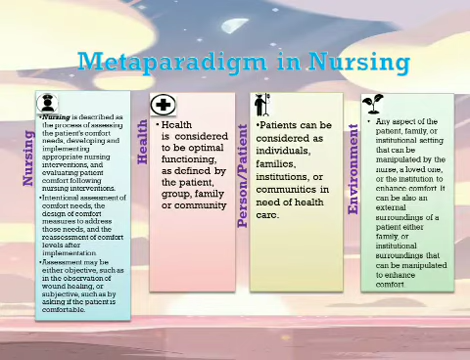 Metaparadigm in Nursing
Nursing
•Nursing is described as
the process of assessing
the patient's comfort
needs, developing and
implementing
appropriate nursing
interventions, and
evaluating patient
comfort following
nursing interventions.
•Intentional assessment of
comfort needs, the
design of comfort
measures to address
those needs, and the
reassessment of comfort
levels after
implementation
•Assessment may be
either objective, such as
in the observation of
wound healing, or
subjective, such as by
asking if the patient is
comfortable.
Health
•Health
is considered
to be optimal
functioning,
as defined by
the patient,
group, family
or community
Person/Patient
•Patients can be
considered as
individuals,
families,
institutions, or
communities in
need of health
care.
Environment
• Any aspect of the
patient, family, or
institutional setting
that can be
manipulated by the
nurse, a loved one,
or the institution to
enhance comfort. It
can be also an
external
surroundings of a
patient either
family, or
institutional
surroundings that
can be manipulated
to enhance
comfort